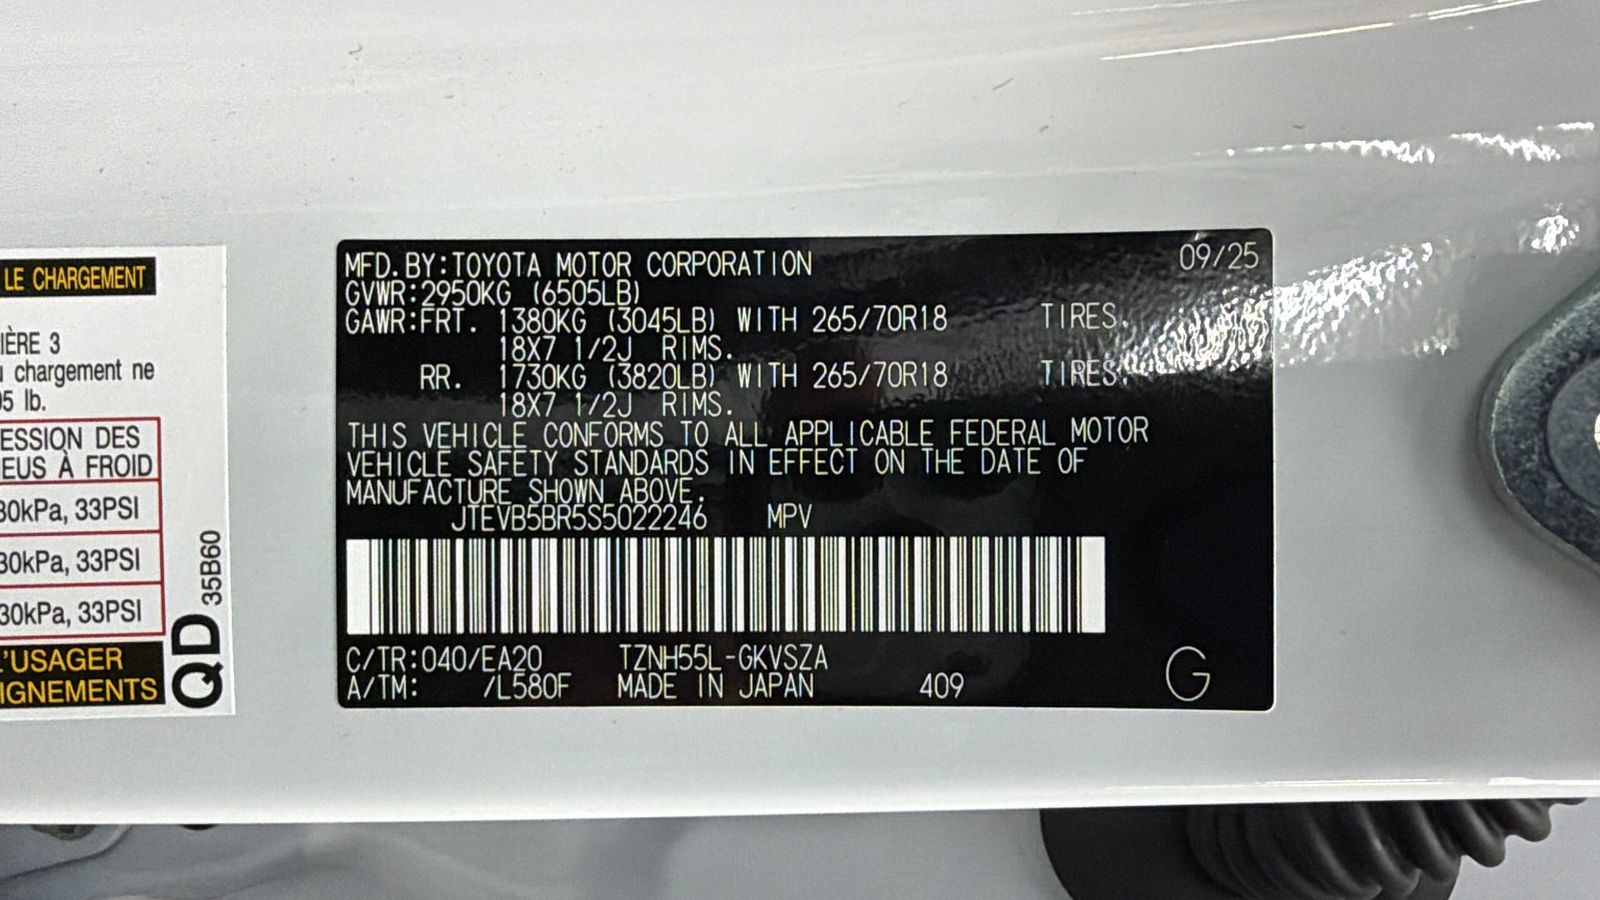 LE CHARGEMENT
IÈRE 3
chargement ne
5 lb.
ESSION DES
EUS À FROID
30kPa, 33PSI
30kPa, 33PSI
30kPa, 33PSI
L'USAGER
IGNEMENTS
QD 35B60
MFD.BY:TOYOTA MOTOR CORPORATION 09/25
GVWR:2950KG (6505LB)
GAWR:FRT. 1380KG (3045LB) WITH 265/70R18 TIRES.
18X7 1/2J RIMS.
RR. 1730KG (3820LB) WITH 265/70R18 TIRES.
18X7 1/2J RIMS.
THIS VEHICLE CONFORMS TO ALL APPLICABLE FEDERAL MOTOR
VEHICLE SAFETY STANDARDS IN EFFECT ON THE DATE OF
MANUFACTURE SHOWN ABOVE.
JTEVB5BR5S5022246 MPV
C/TR:040/EA20 TZNH55L-GKVSZA
A/TM: /L580F MADE IN JAPAN 409 G